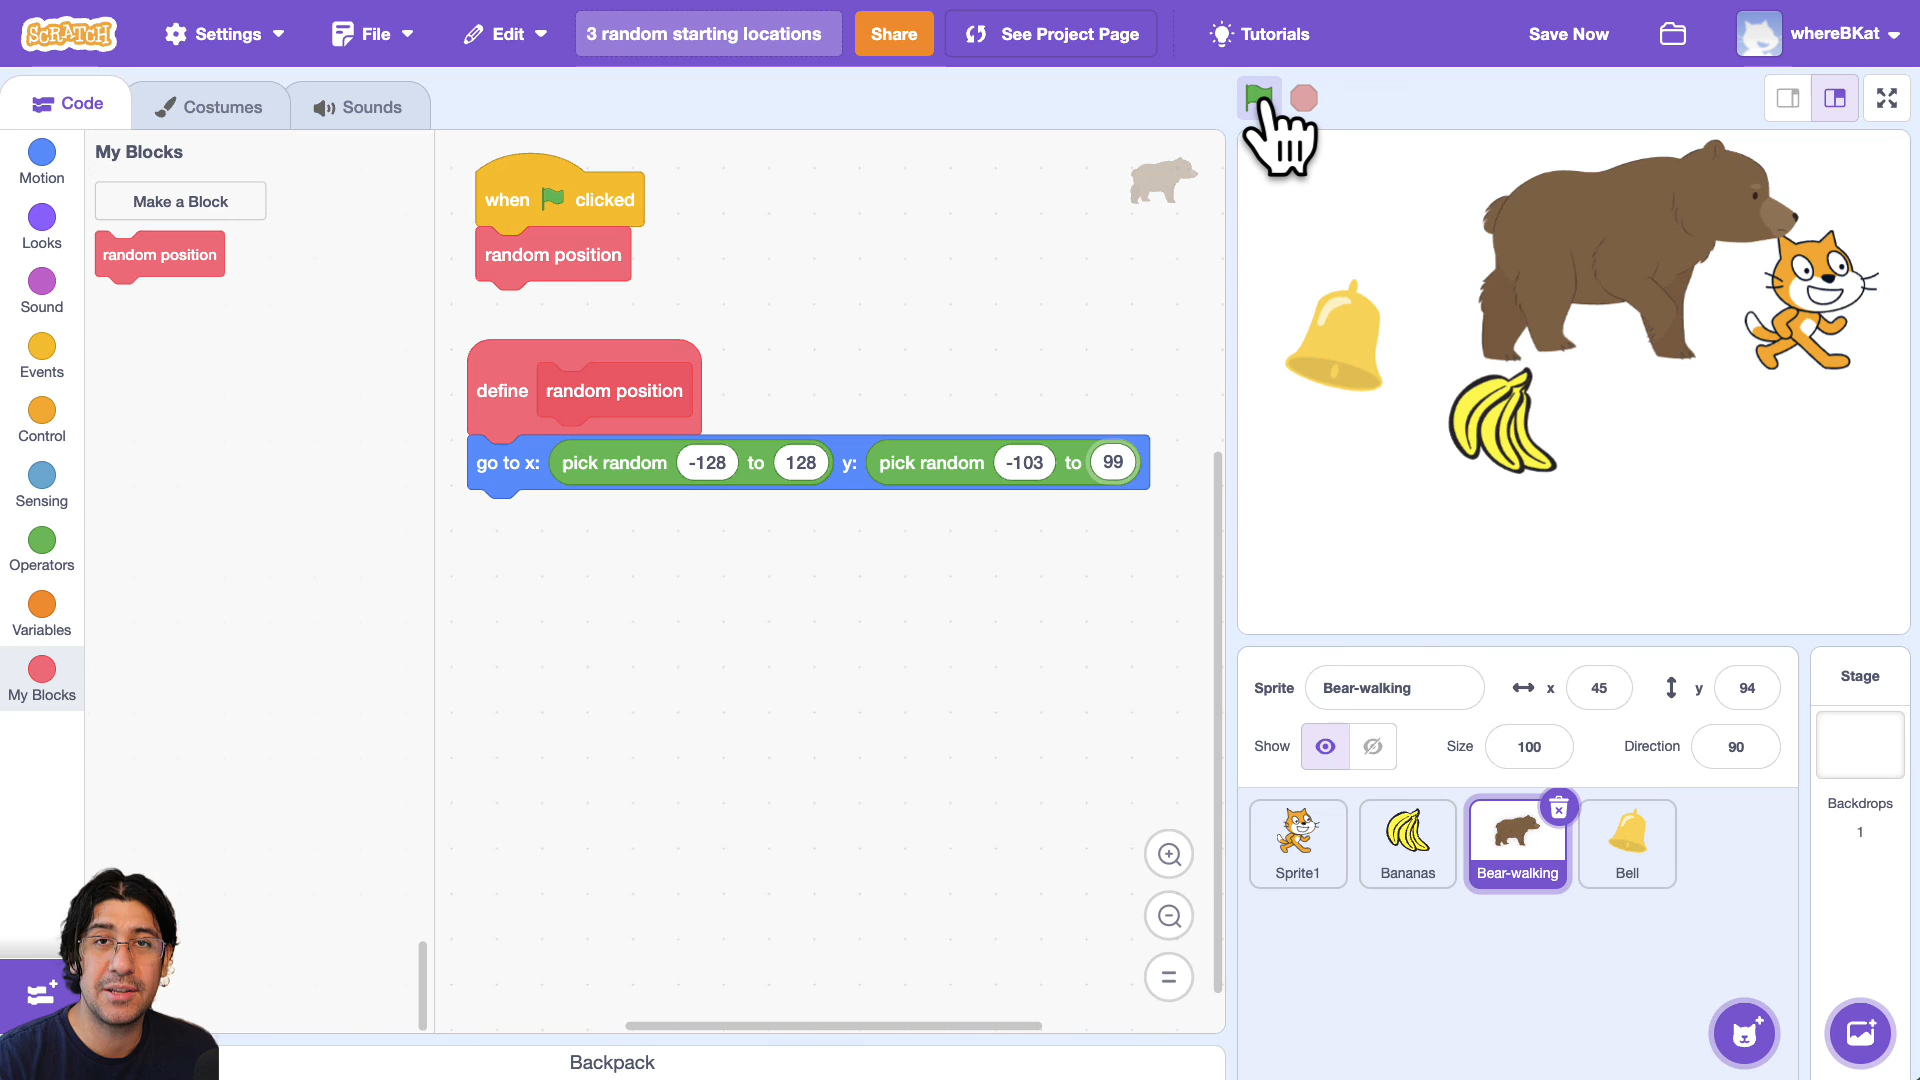 SCRATCH
Settings
File
Edit
3 random starting locations
Share
See Project Page
Tutorials
Save Now
whereBKat
Code
Costumes
Sounds
Motion
Looks
Sound
Events
Control
Sensing
Operators
Variables
My Blocks
My Blocks
Make a Block
random position
when clicked
random position
define random position
go to x: pick random -128 to 128 y: pick random -103 to 99
Sprite Bear-walking x 45 y 94
Show Size 100 Direction 90
Sprite1
Bananas
Bear-walking
Bell
Stage
Backdrops
1
Backpack